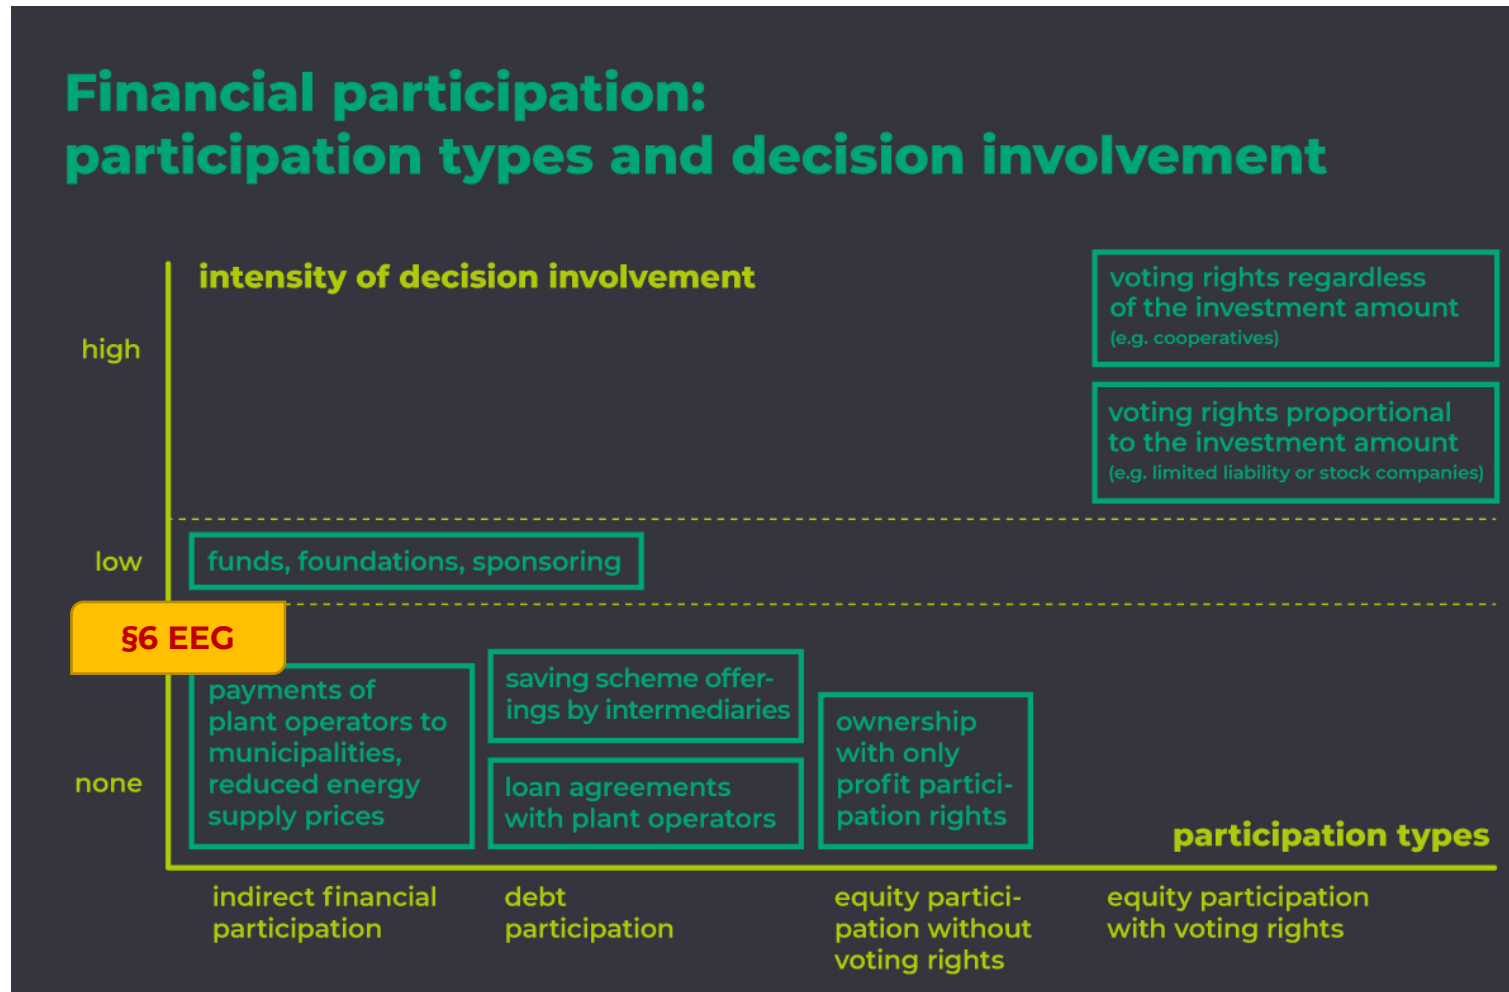 Financial participation:
participation types and decision involvement
intensity of decision involvement
high
voting rights regardless
of the investment amount
(e.g. cooperatives)
voting rights proportional
to the investment amount
(e.g. limited liability or stock companies)
low
funds, foundations, sponsoring
§6 EEG
none
payments of
plant operators to
municipalities,
reduced energy
supply prices
saving scheme offer-
ings by intermediaries
loan agreements
with plant operators
ownership
with only
profit partici-
pation rights
participation types
indirect financial
participation
debt
participation
equity partici-
pation without
voting rights
equity participation
with voting rights